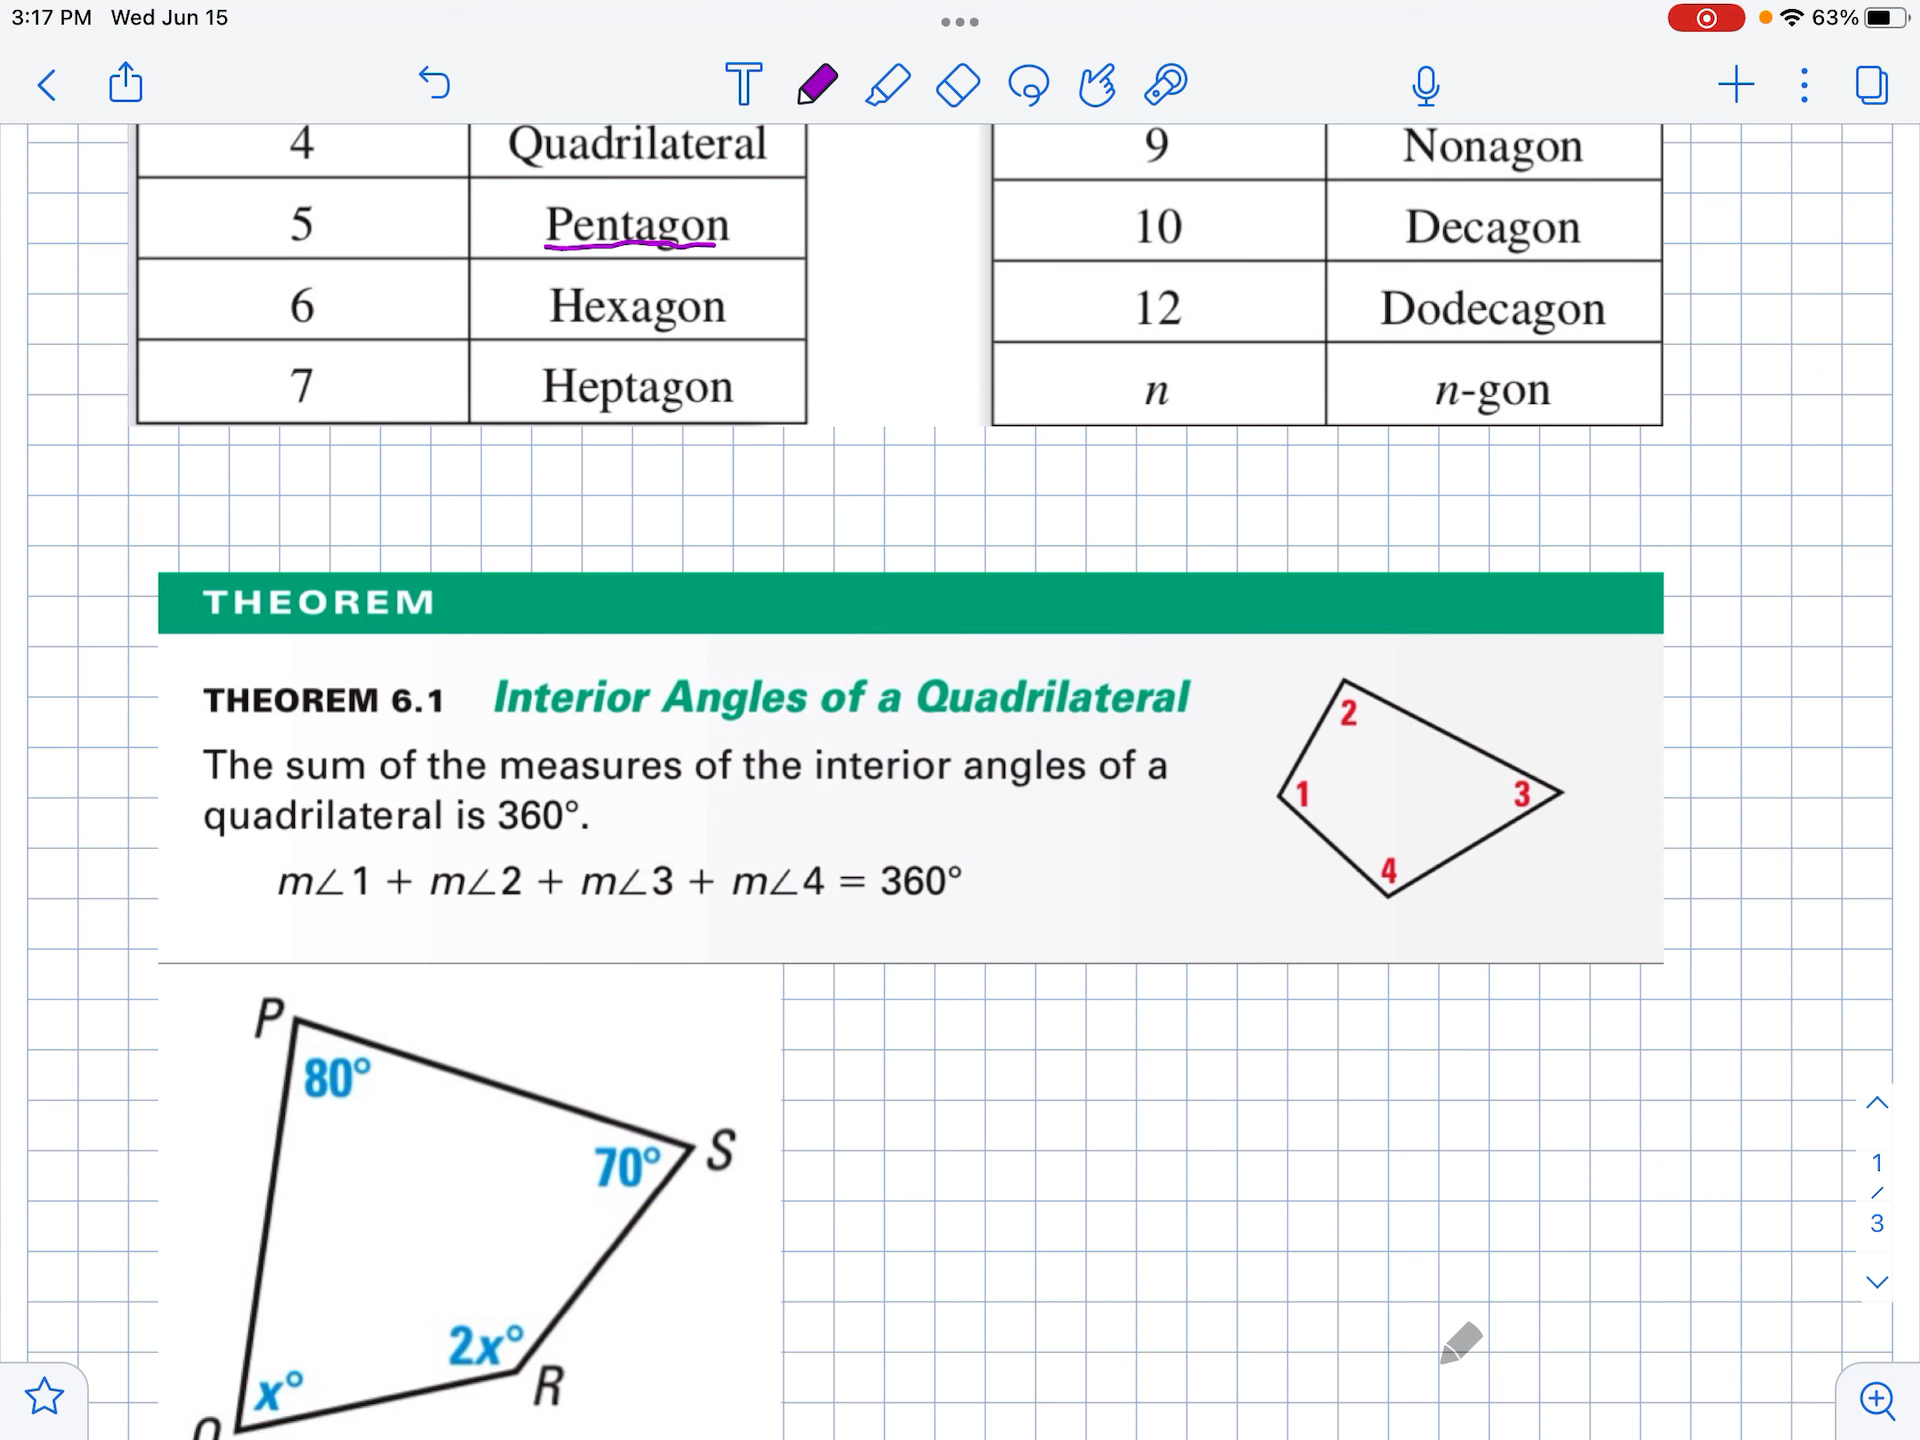 3:17 PM Wed Jun 15
63%
4 Quadrilateral
9 Nonagon
5 Pentagon
10 Decagon
6 Hexagon
12 Dodecagon
7 Heptagon
n n-gon
THEOREM
THEOREM 6.1 Interior Angles of a Quadrilateral
The sum of the measures of the interior angles of a
quadrilateral is 360°.
m∠1 + m∠2 + m∠3 + m∠4 = 360°
2
1
3
4
P
80°
S
70°
2x°
R
x°
1
/
3